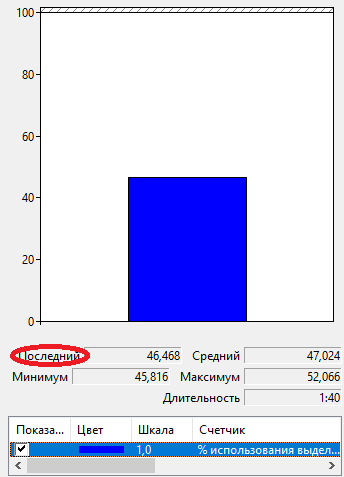 100
80
60
40
20
0
Последний 46,468 Средний 47,024
Минимум 45,816 Максимум 52,066
Длительность 1:40
Показа... Цвет Шкала Счетчик
1,0 % использования выдел...